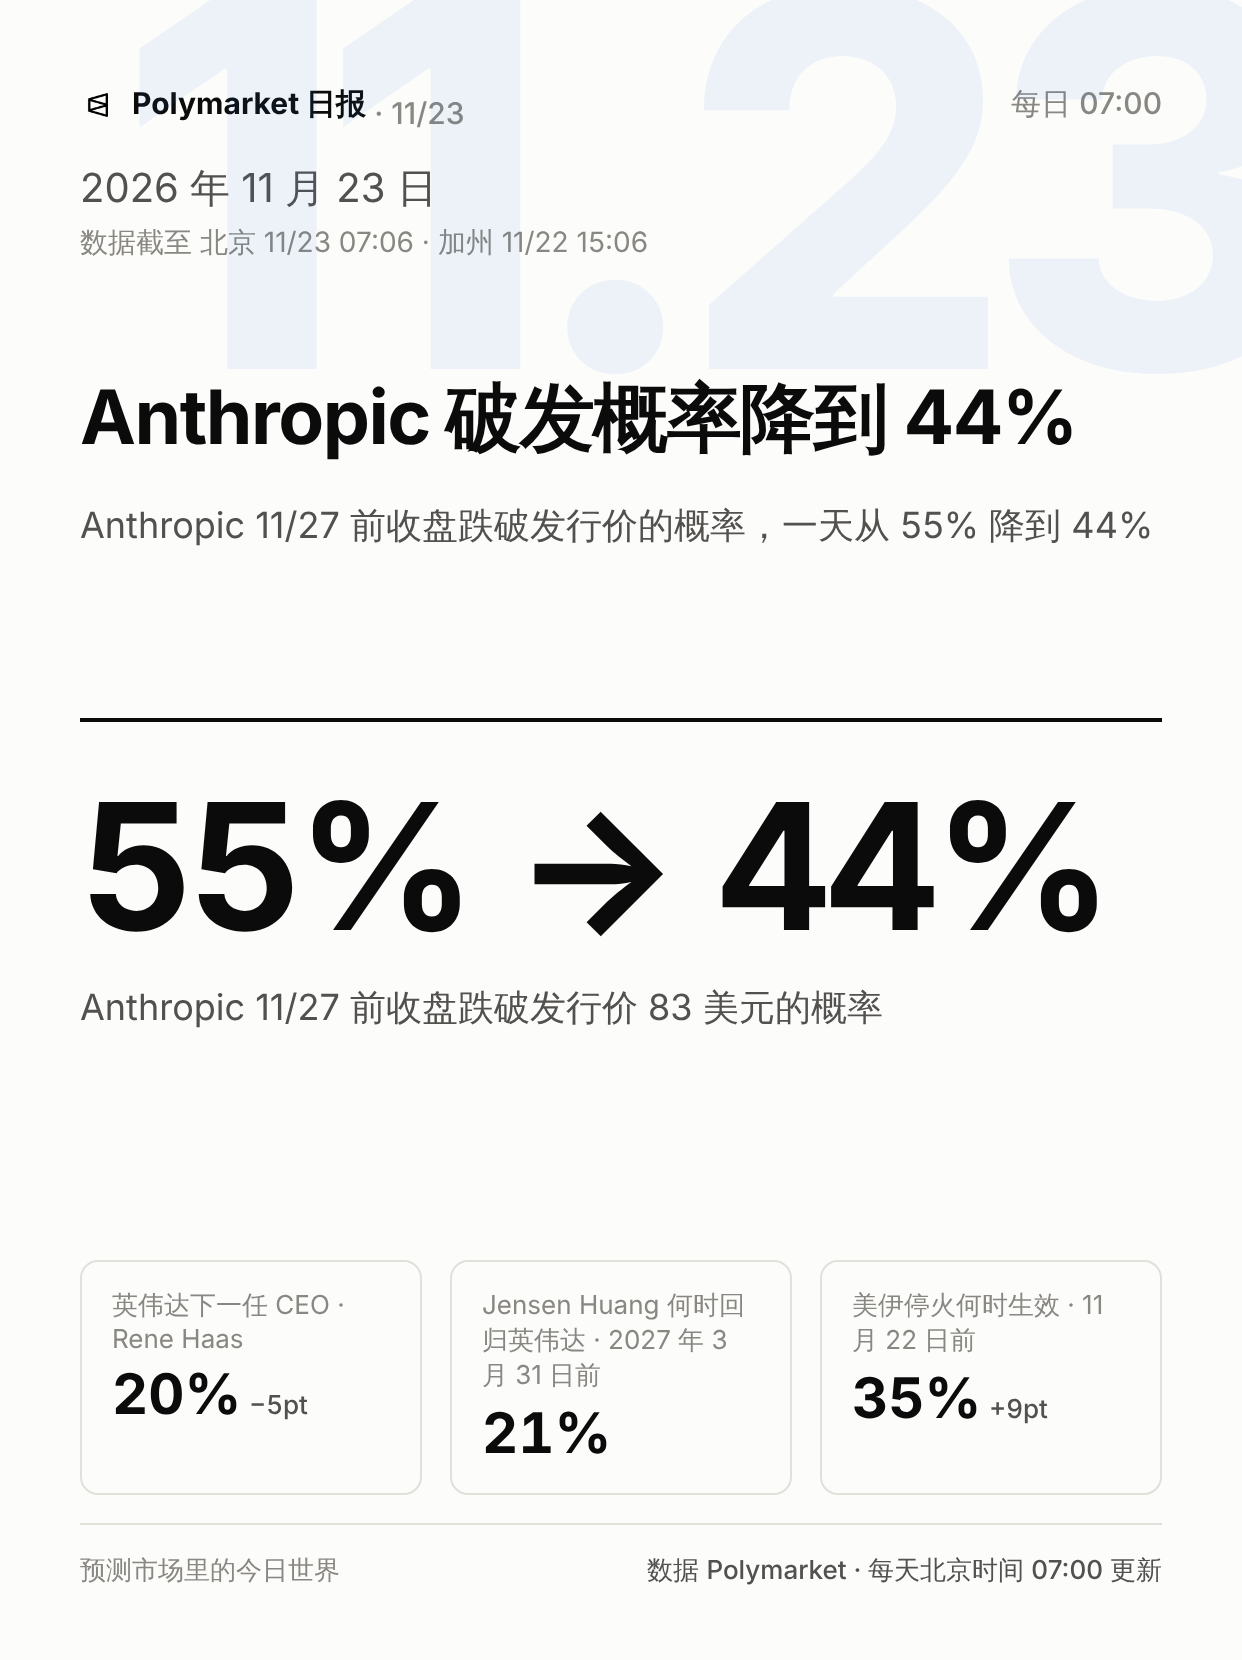 11.23
Polymarket 日报 · 11/23
每日 07:00
2026 年 11 月 23 日
数据截至 北京 11/23 07:06 · 加州 11/22 15:06
Anthropic 破发概率降到 44%
Anthropic 11/27 前收盘跌破发行价的概率，一天从 55% 降到 44%
55% → 44%
Anthropic 11/27 前收盘跌破发行价 83 美元的概率
英伟达下一任 CEO ·
Rene Haas
20% −5pt
Jensen Huang 何时回
归英伟达 · 2027 年 3
月 31 日前
21%
美伊停火何时生效 · 11
月 22 日前
35% +9pt
预测市场里的今日世界
数据 Polymarket · 每天北京时间 07:00 更新